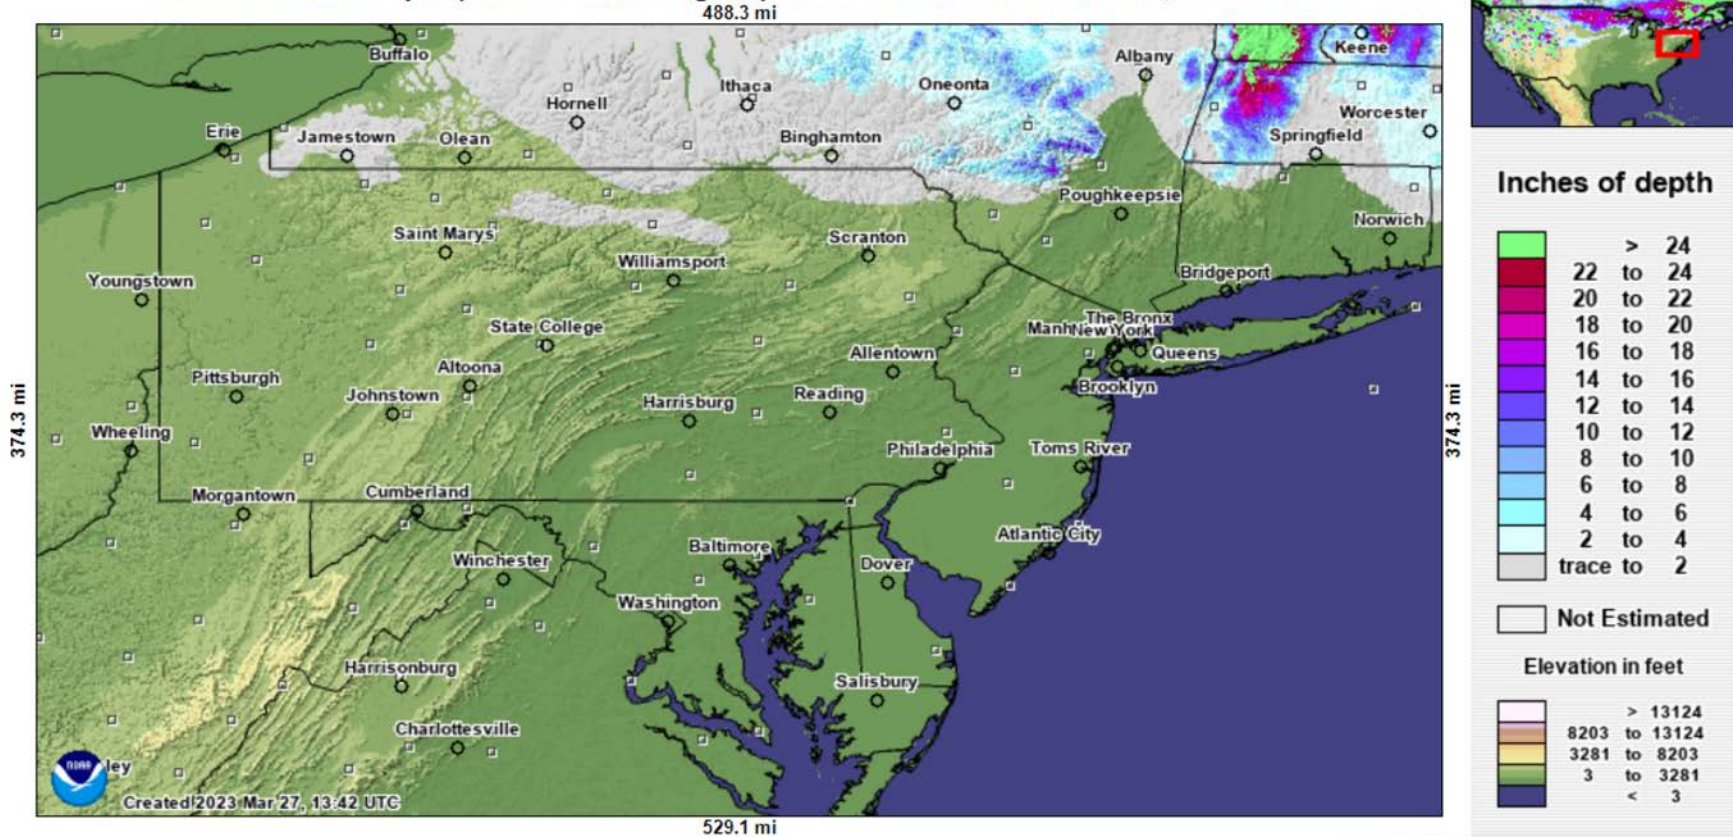 488.3 mi
Buffalo
Albany
Keene
Ithaca
Oneonta
Hornell
Worcester
Erie
Jamestown
Olean
Binghamton
Springfield
Poughkeepsie
Norwich
Saint Marys
Scranton
Williamsport
Youngstown
Bridgeport
State College
The Bronx
New York
Queens
Allentown
Altoona
Pittsburgh
Johnstown
Brooklyn
Harrisburg
Reading
374.3 mi
374.3 mi
Wheeling
Philadelphia
Toms River
Morgantown
Cumberland
Atlantic City
Baltimore
Winchester
Dover
Washington
Harrisonburg
Salisbury
Charlottesville
NOAA
ley
Created 2023 Mar 27, 13:42 UTC
529.1 mi
Inches of depth
> 24
22 to 24
20 to 22
18 to 20
16 to 18
14 to 16
12 to 14
10 to 12
8 to 10
6 to 8
4 to 6
2 to 4
trace to 2
Not Estimated
Elevation in feet
> 13124
8203 to 13124
3281 to 8203
3 to 3281
< 3